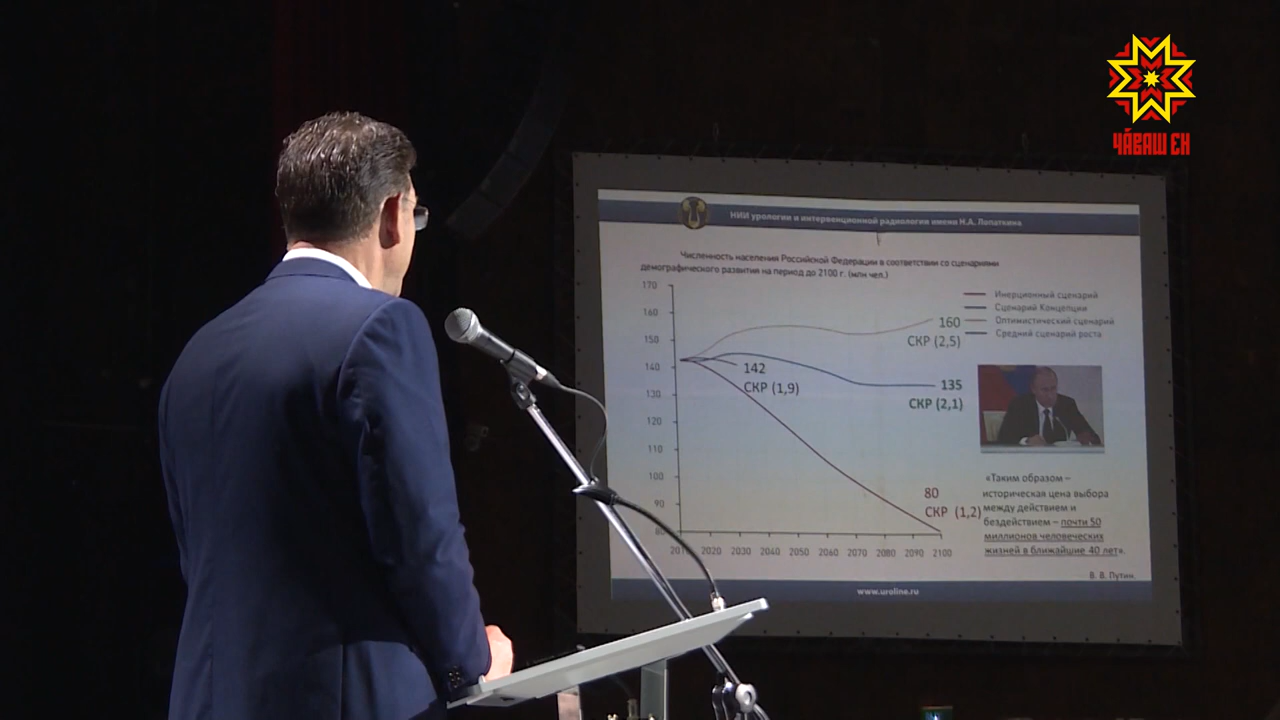 ЧӐВАШ ЕН
НИИ урологии и интервенционной радиологии имени Н.А. Лопаткина
Численность населения Российской Федерации в соответствии со сценариями
демографического развития на период до 2100 г. (млн чел.)
170
160
150
140
130
120
110
100
90
80
2010 2020 2030 2040 2050 2060 2070 2080 2090 2100
Инерционный сценарий
Сценарий Концепции
Оптимистический сценарий
Средний сценарий роста
160
СКР (2,5)
142
СКР (1,9)
135
СКР (2,1)
80
СКР (1,2)
«Таким образом –
историческая цена выбора
между действием и
бездействием – почти 50
миллионов человеческих
жизней в ближайшие 40 лет».
В. В. Путин.
www.uroline.ru